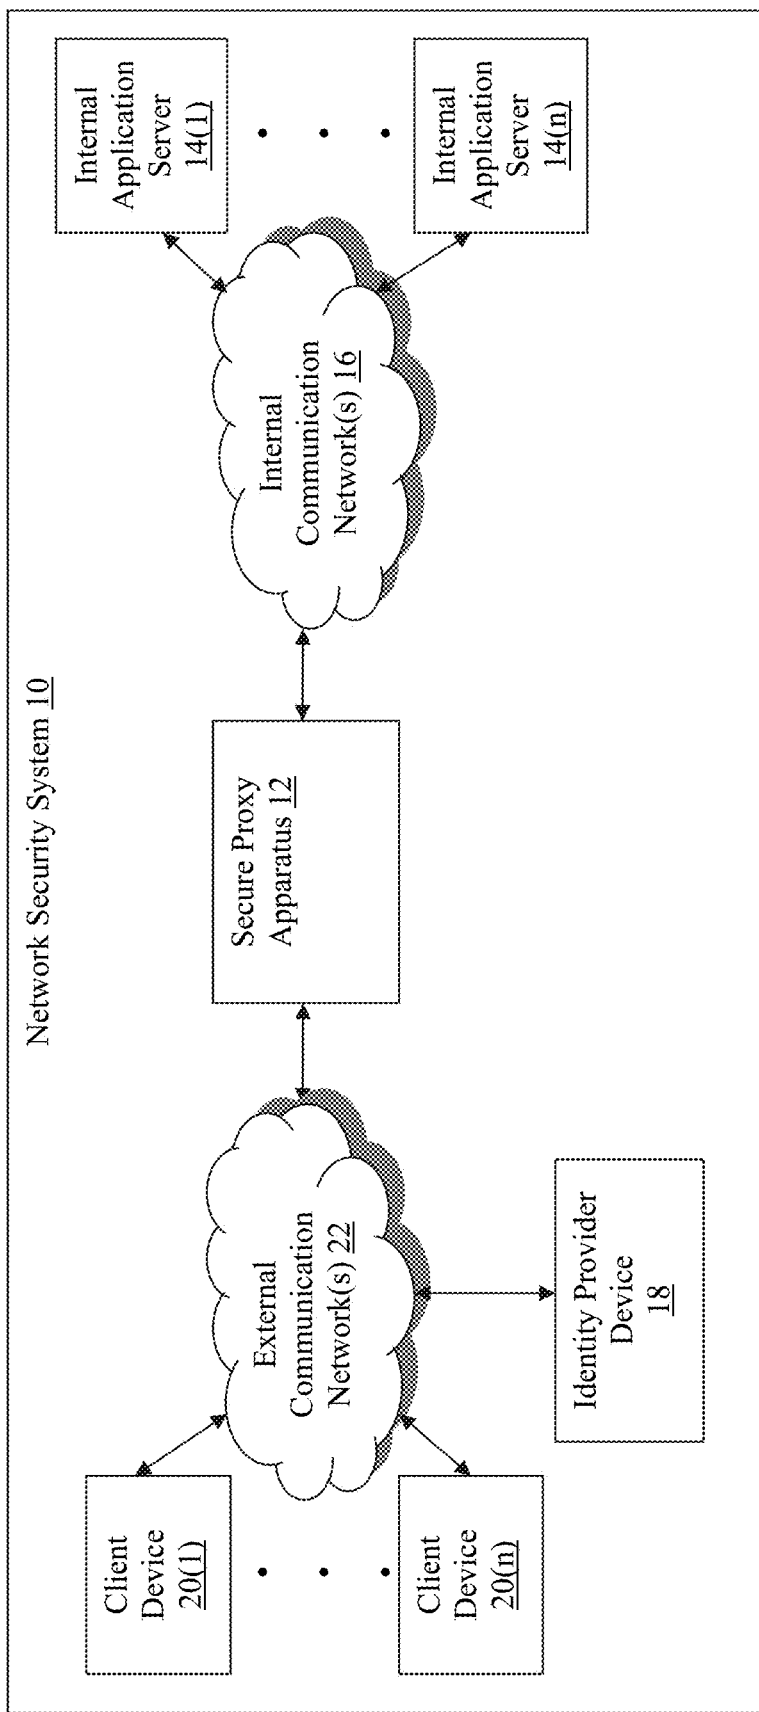 Network Security System 10
Client
Device
20(1)
Client
Device
20(n)
External
Communication
Network(s) 22
Identity Provider
Device
18
Secure Proxy
Apparatus 12
Internal
Communication
Network(s) 16
Internal
Application
Server
14(1)
Internal
Application
Server
14(n)